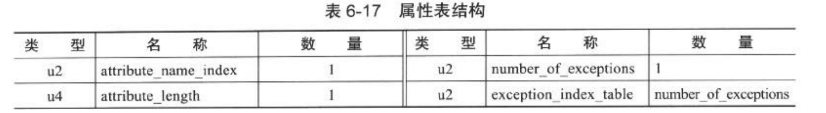 表 6-17 属性表结构
类 型 名 称 数 量 类 型 名 称 数 量
u2 attribute_name_index 1 u2 number_of_exceptions 1
u4 attribute_length 1 u2 exception_index_table number_of_exceptions